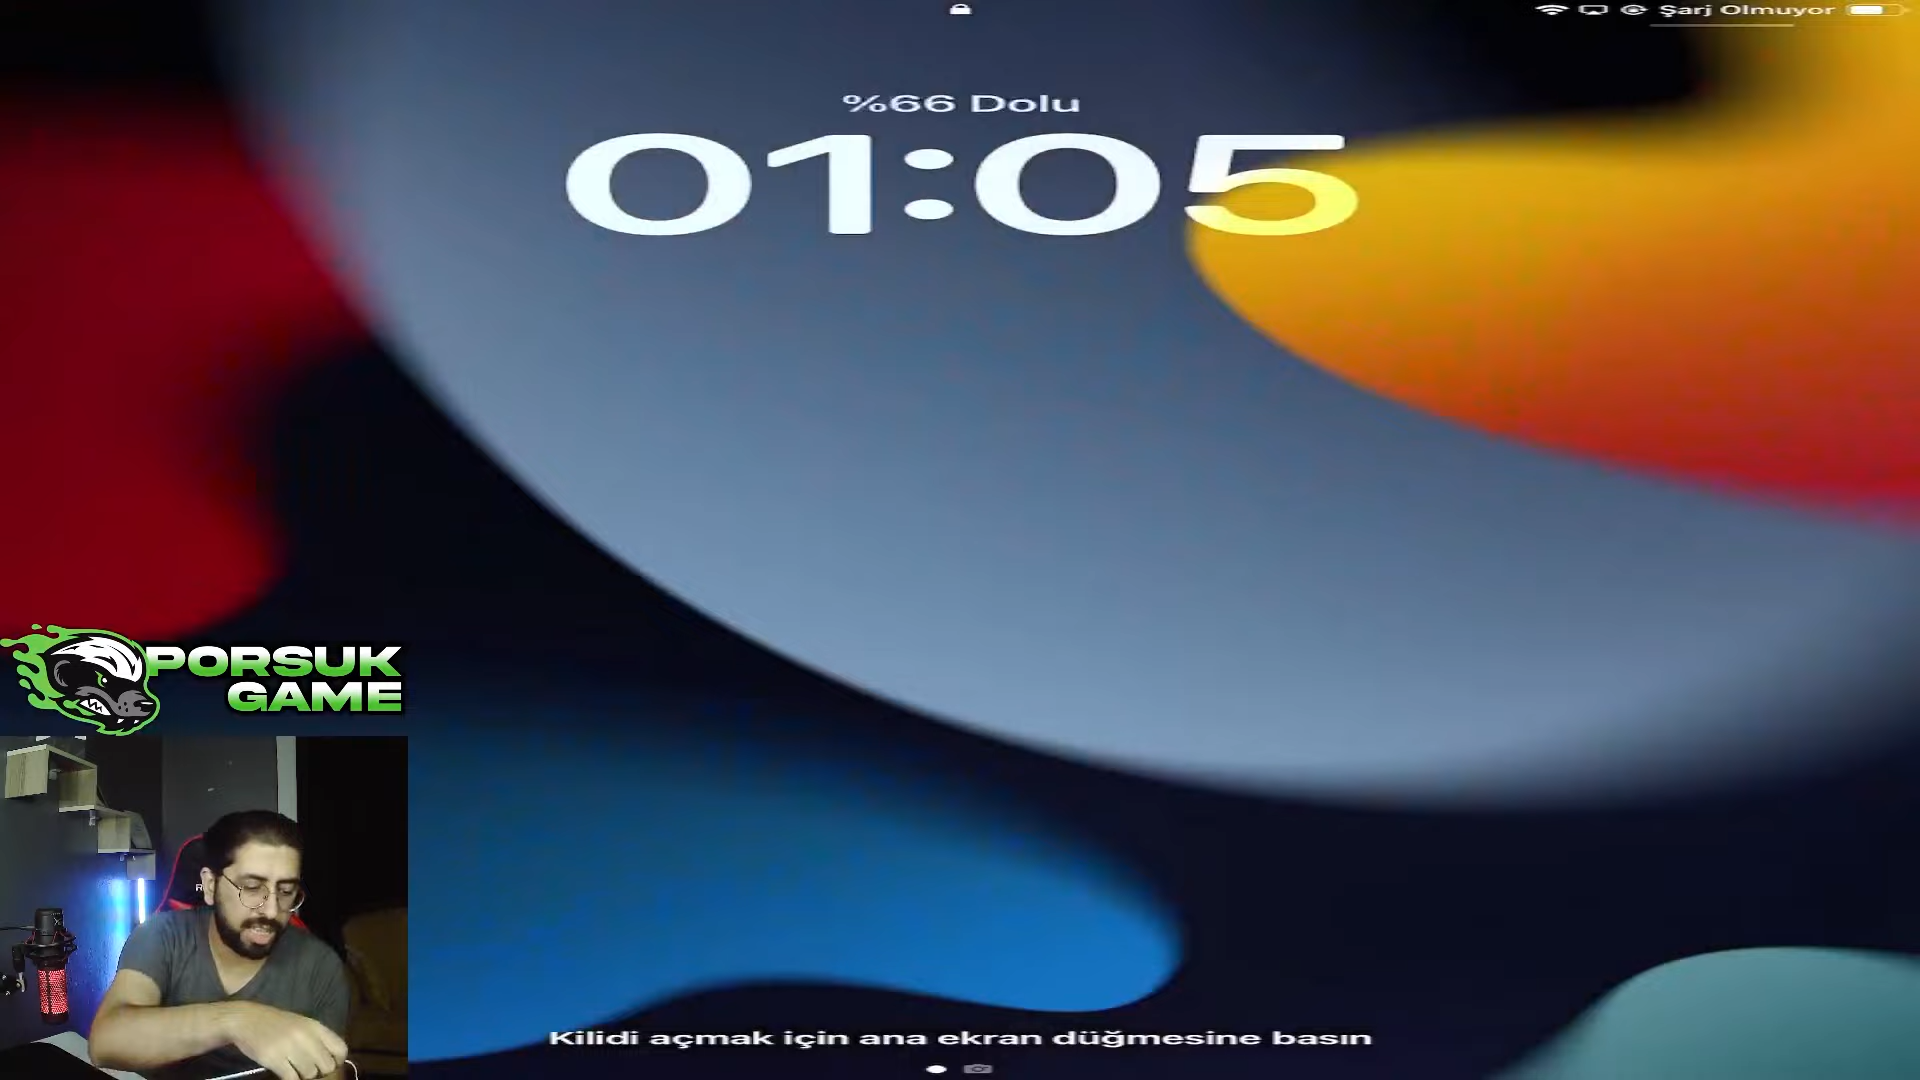 Şarj Olmuyor
%66 Dolu
01:05
PORSUK
GAME
Kilidi açmak için ana ekran düğmesine basın